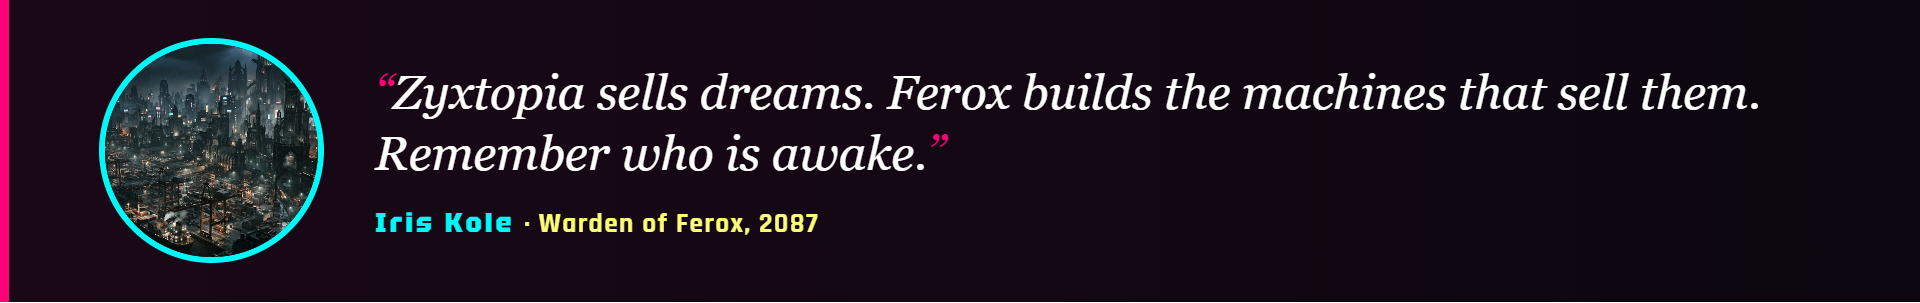 “Zyxtopia sells dreams. Ferox builds the machines that sell them.
Remember who is awake.”
Iris Kole · Warden of Ferox, 2087